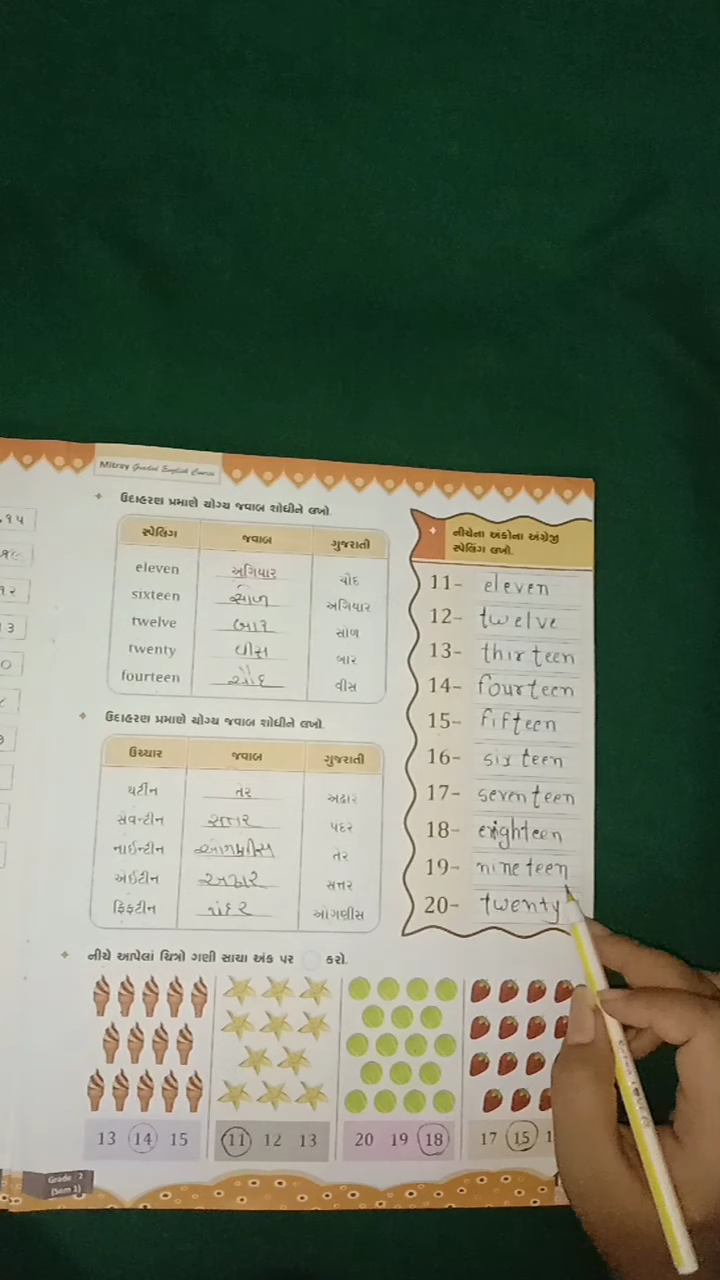 Mitray Graded English Course
ઉદાહરણ પ્રમાણે યોગ્ય જવાબ શોધીને લખો.
સ્પેલિંગ જવાબ ગુજરાતી
eleven અગિયાર ચૌદ
sixteen સોળ અગિયાર
twelve બાર સોળ
twenty વીસ બાર
fourteen ચૌદ વીસ
ઉદાહરણ પ્રમાણે યોગ્ય જવાબ શોધીને લખો.
ઉચ્ચાર જવાબ ગુજરાતી
થર્ટીન તેર અઢાર
સેવન્ટીન સત્તર પંદર
નાઇન્ટીન તેર
એઇટીન અઢાર સત્તર
ફિફ્ટીન પંદર ઓગણીસ
નીચેના અંકોના અંગ્રેજી
સ્પેલિંગ લખો.
11- eleven
12- twelve
13- thirteen
14- fourteen
15- fifteen
16- sixteen
17- seventeen
18- eighteen
19- nineteen
20- twenty
નીચે આપેલાં ચિત્રો ગણી સાચા અંક પર કરો.
13 14 15 11 12 13 20 19 18 17 15
Grade 7
(Sem 1)